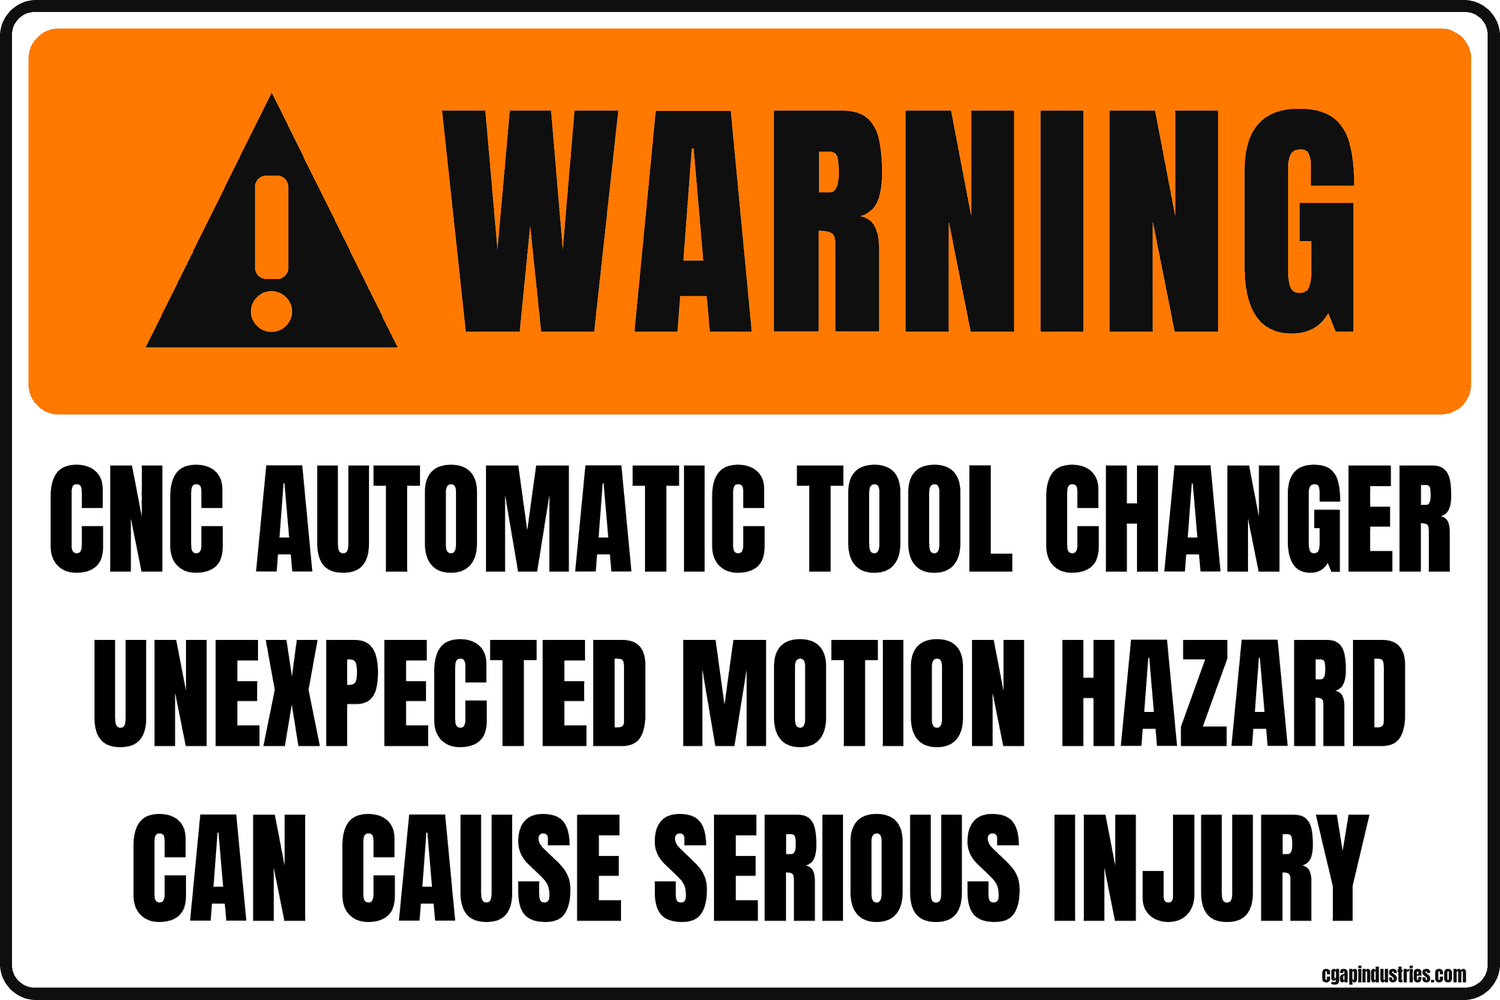 WARNING
CNC AUTOMATIC TOOL CHANGER
UNEXPECTED MOTION HAZARD
CAN CAUSE SERIOUS INJURY
cgapindustries.com